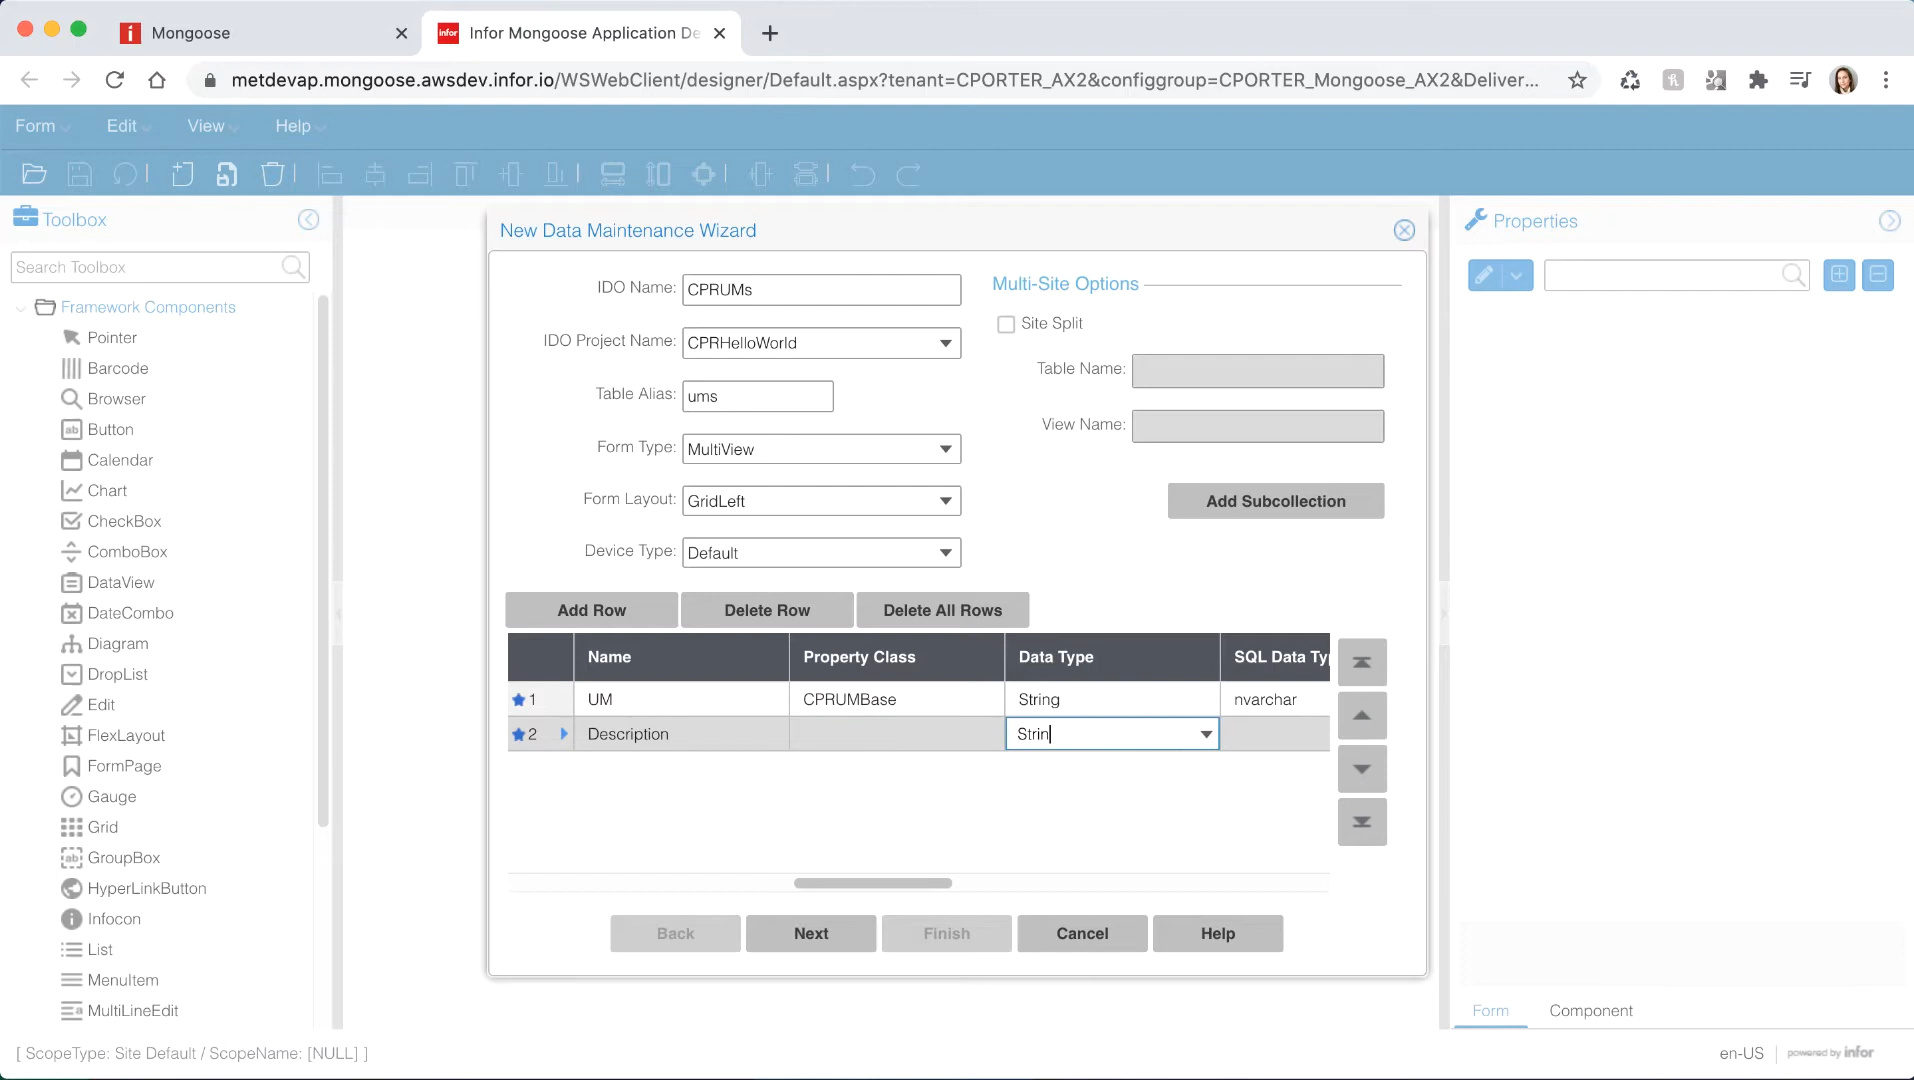 Mongoose
infor Infor Mongoose Application De
metdevap.mongoose.awsdev.infor.io/WSWebClient/designer/Default.aspx?tenant=CPORTER_AX2&configgroup=CPORTER_Mongoose_AX2&Deliver...
Form Edit View Help
Toolbox
Search Toolbox
Framework Components
Pointer
Barcode
Browser
Button
Calendar
Chart
CheckBox
ComboBox
DataView
DateCombo
Diagram
DropList
Edit
FlexLayout
FormPage
Gauge
Grid
GroupBox
HyperLinkButton
Infocon
List
MenuItem
MultiLineEdit
New Data Maintenance Wizard
IDO Name: CPRUMs
IDO Project Name: CPRHelloWorld
Table Alias: ums
Form Type: MultiView
Form Layout: GridLeft
Device Type: Default
Multi-Site Options
Site Split
Table Name:
View Name:
Add Subcollection
Add Row Delete Row Delete All Rows
Name Property Class Data Type SQL Data Typ
1 UM CPRUMBase String nvarchar
2 Description Strin
Back Next Finish Cancel Help
Properties
Form Component
[ ScopeType: Site Default / ScopeName: [NULL] ]
en-US powered by infor